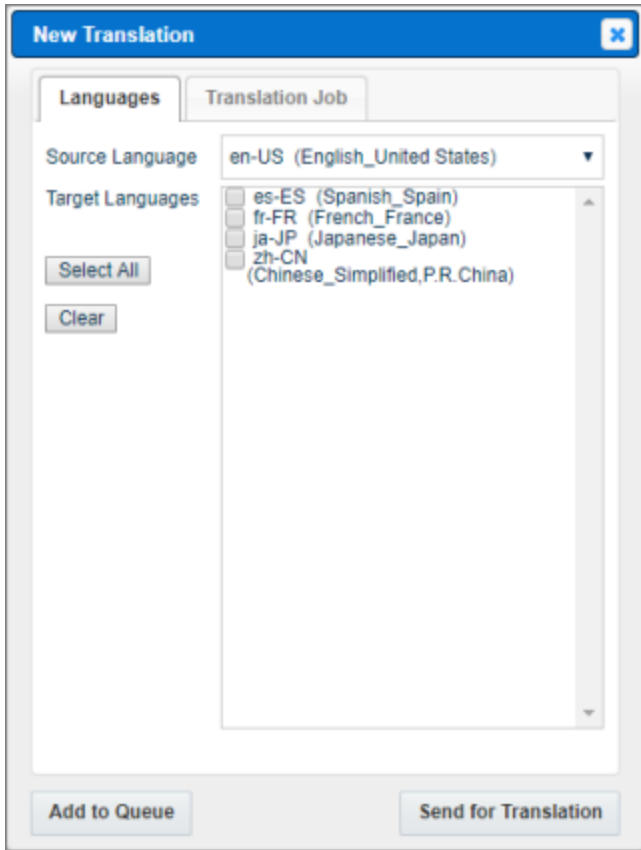 New Translation
Languages
Translation Job
Source Language
en-US (English_United States)
Target Languages
es-ES (Spanish_Spain)
fr-FR (French_France)
ja-JP (Japanese_Japan)
zh-CN
(Chinese_Simplified,P.R.China)
Select All
Clear
Add to Queue
Send for Translation